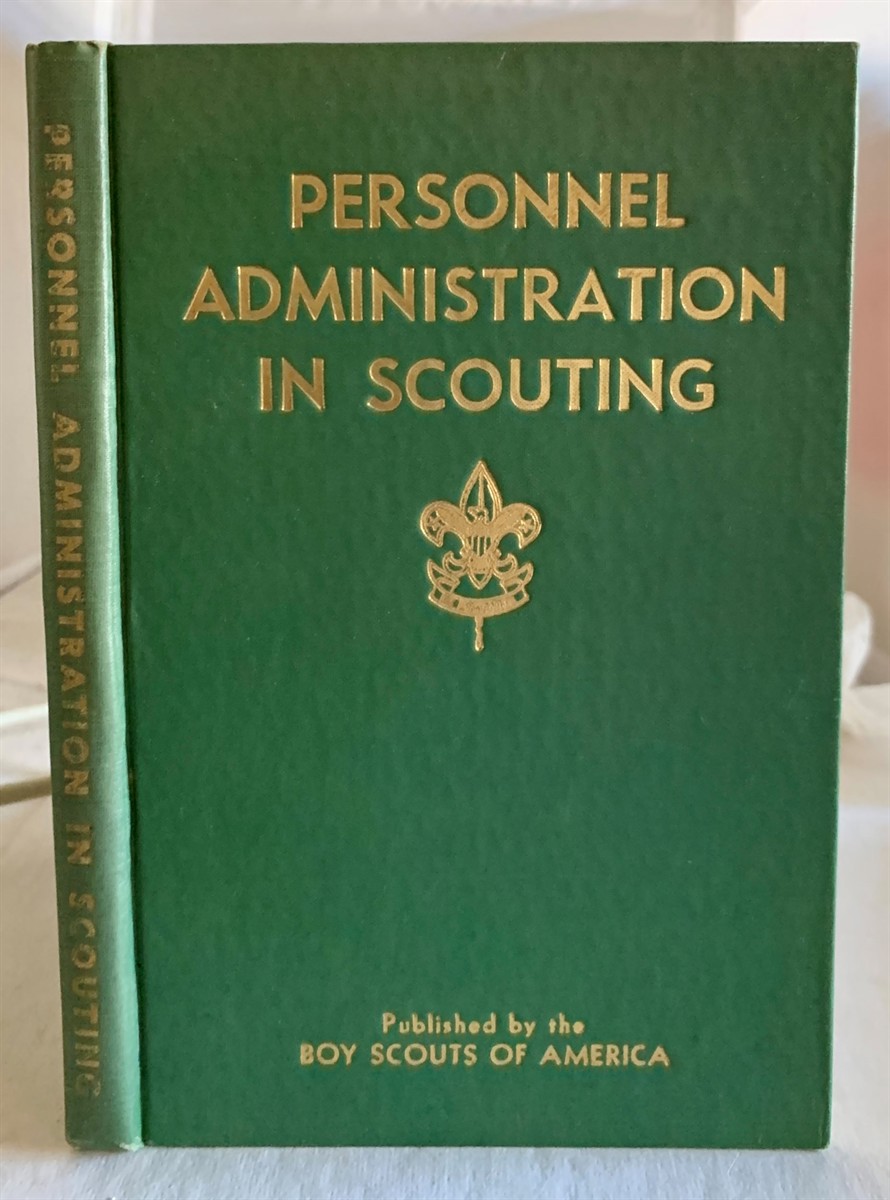 PERSONNEL ADMINISTRATION IN SCOUTING
PERSONNEL
ADMINISTRATION
IN SCOUTING
Published by the
BOY SCOUTS OF AMERICA